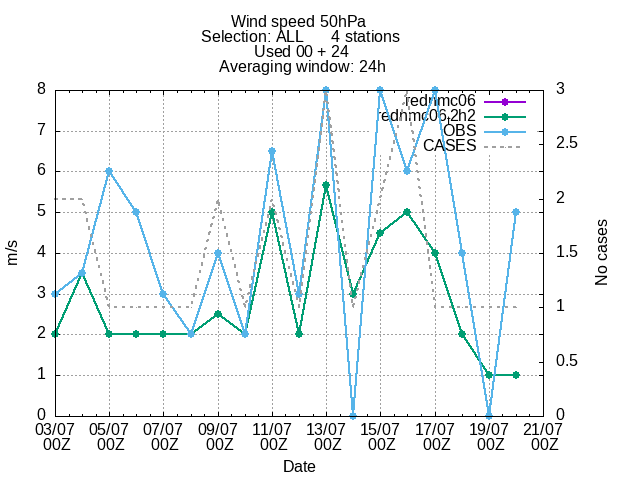 Wind speed 50hPa
Selection: ALL 4 stations
Used 00 + 24
Averaging window: 24h
8
7
6
5
4
3
2
1
0
3
2.5
2
1.5
1
0.5
0
rednmc06
rednmc06.2h2
OBS
CASES
m/s
No cases
03/07 05/07 07/07 09/07 11/07 13/07 15/07 17/07 19/07 21/07
00Z 00Z 00Z 00Z 00Z 00Z 00Z 00Z 00Z 00Z
Date